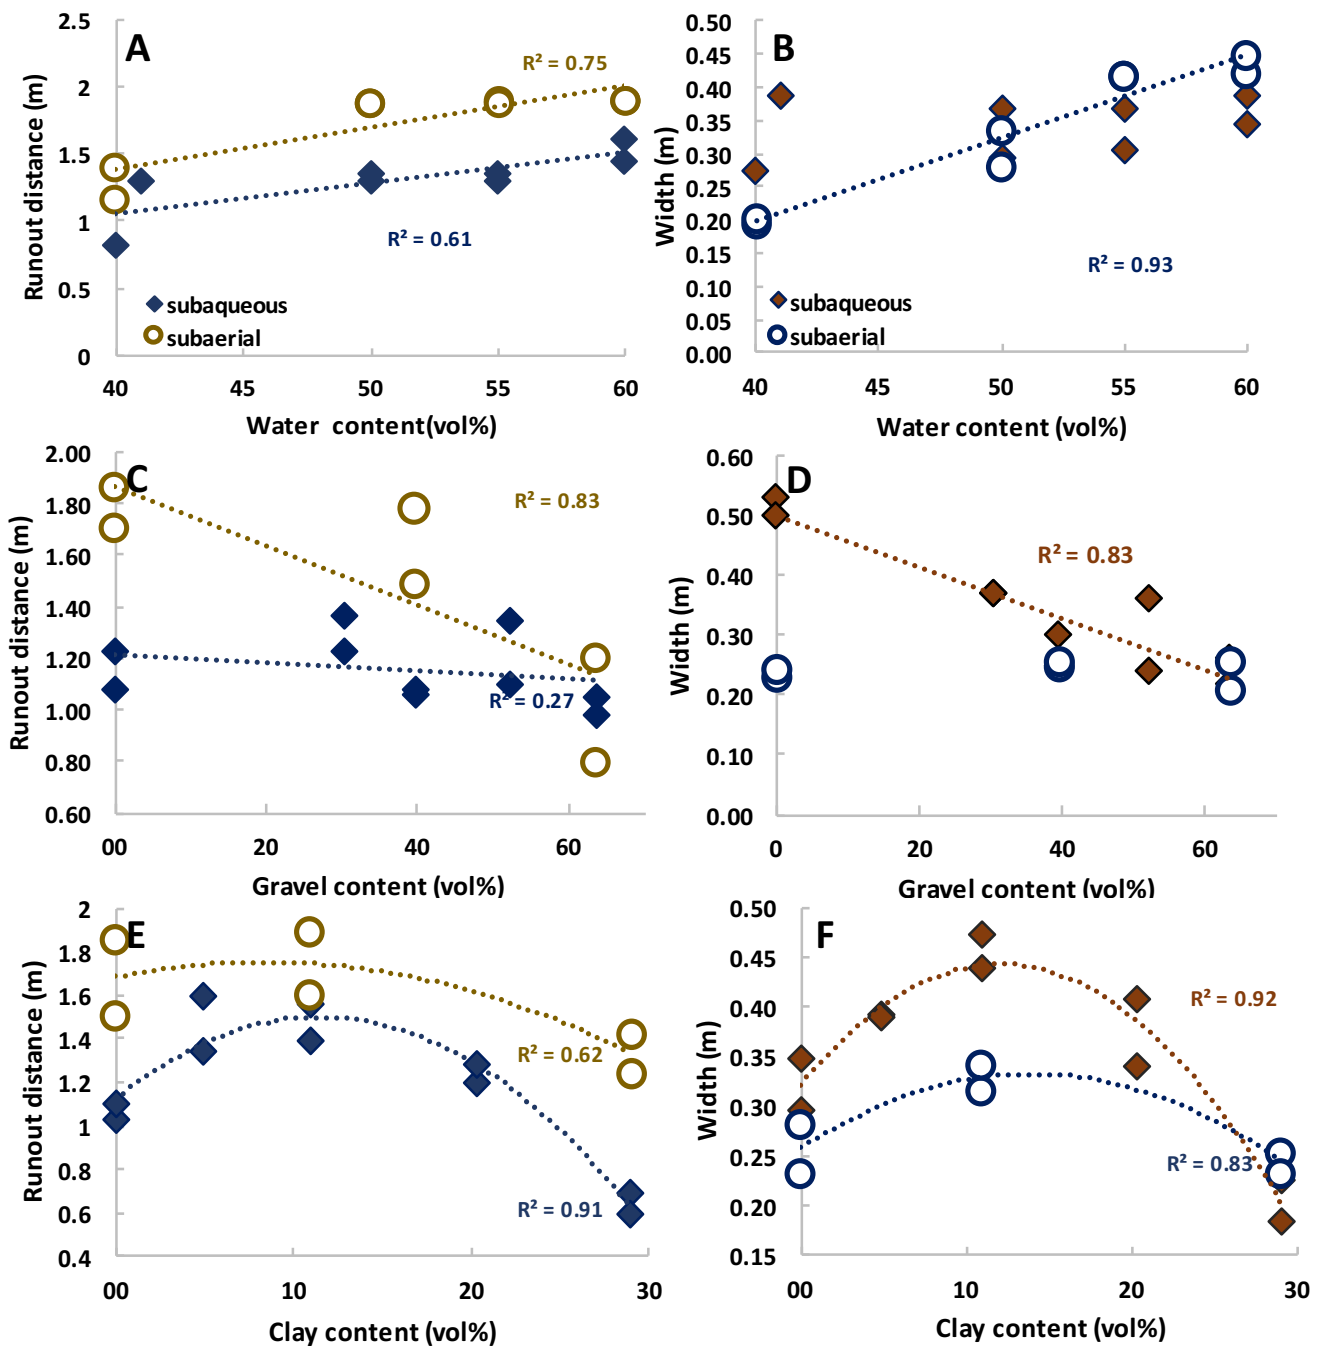 A
2.5
2
1.5
1
0.5
0
Runout distance (m)
R² = 0.75
R² = 0.61
subaqueous
subaerial
40 45 50 55 60
Water content(vol%)
B
0.50
0.45
0.40
0.35
0.30
0.25
0.20
0.15
0.10
0.05
0.00
Width (m)
R² = 0.93
subaqueous
subaerial
40 45 50 55 60
Water content (vol%)
C
2.00
1.80
1.60
1.40
1.20
1.00
0.80
0.60
Runout distance (m)
R² = 0.83
R² = 0.27
00 20 40 60
Gravel content (vol%)
D
0.60
0.50
0.40
0.30
0.20
0.10
0.00
Width (m)
R² = 0.83
0 20 40 60
Gravel content (vol%)
E
2
1.8
1.6
1.4
1.2
1
0.8
0.6
0.4
Runout distance (m)
R² = 0.62
R² = 0.91
00 10 20 30
Clay content (vol%)
F
0.50
0.45
0.40
0.35
0.30
0.25
0.20
0.15
Width (m)
R² = 0.92
R² = 0.83
00 10 20 30
Clay content (vol%)